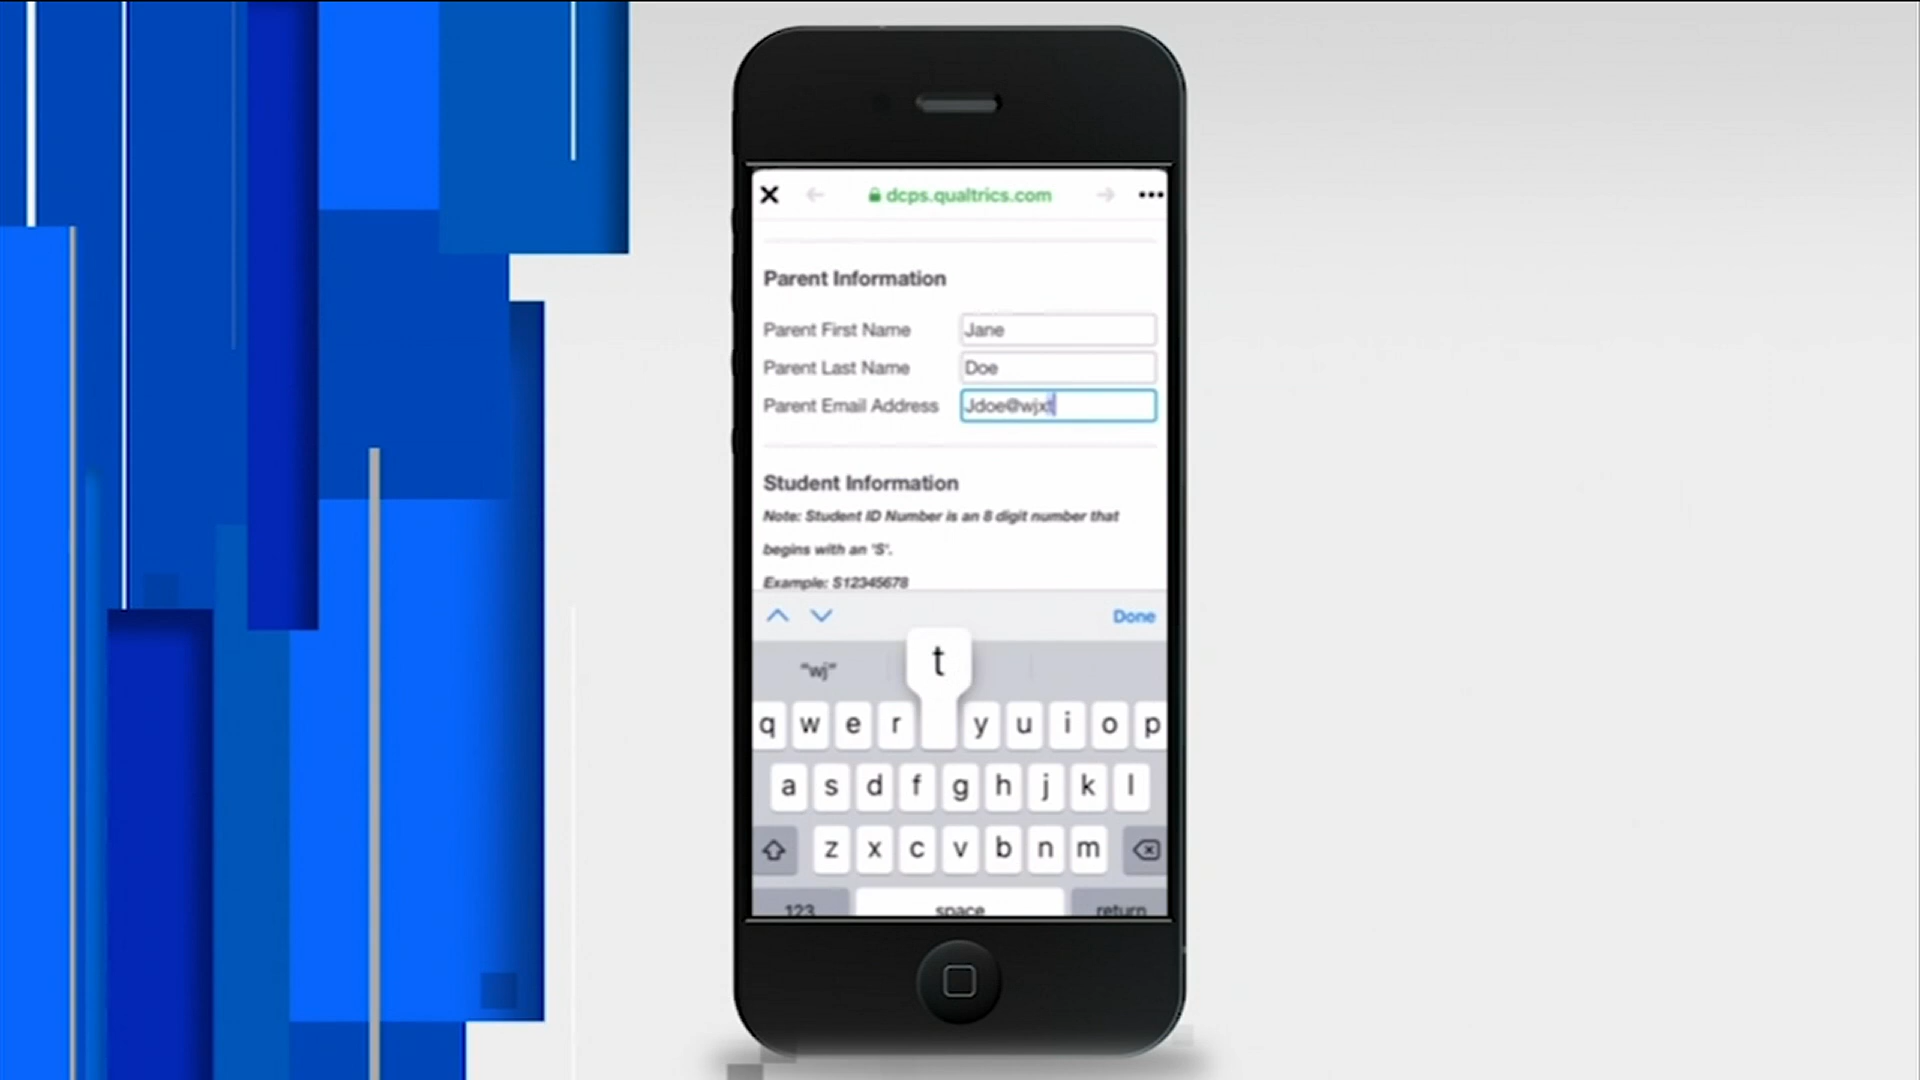 dcps.qualtrics.com
Parent Information
Parent First Name Jane
Parent Last Name Doe
Parent Email Address Jdoe@wjxt
Student Information
Note: Student ID Number is an 8 digit number that
begins with an 'S'.
Example: S12345678
Done
"wj"
t
q w e r y u i o p
a s d f g h j k l
z x c v b n m
123 space return